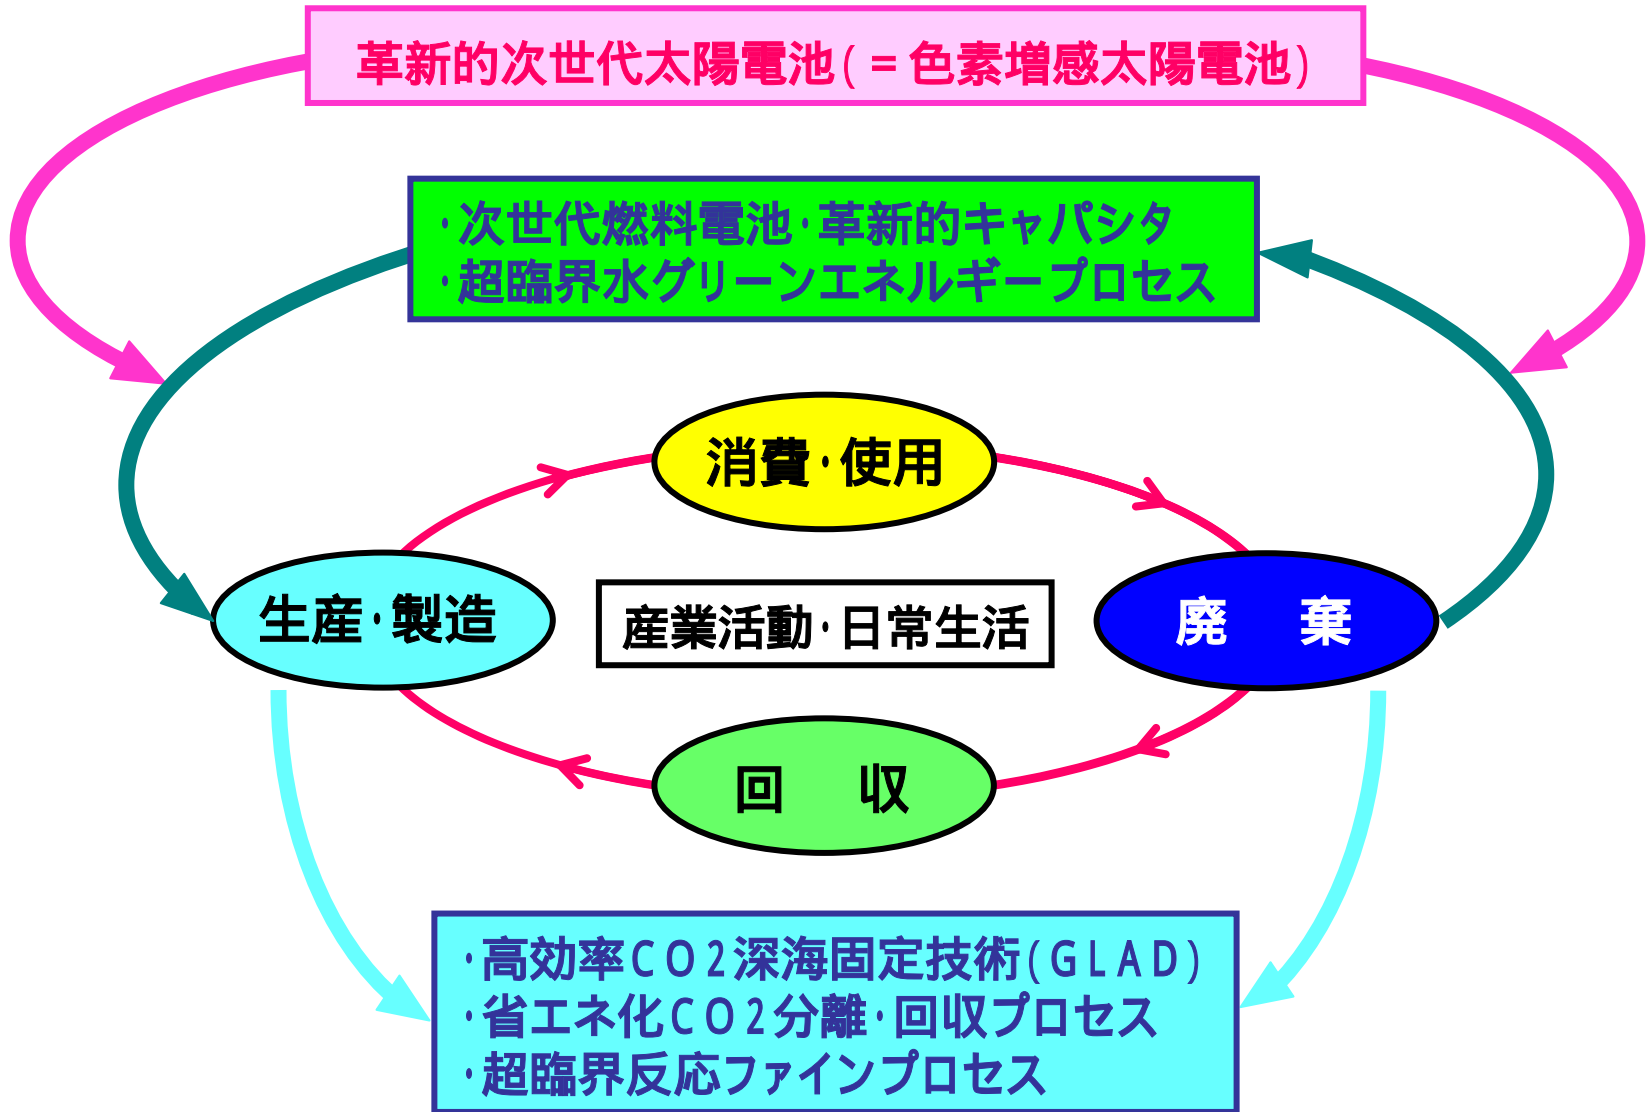 革新的次世代太陽電池(=色素増感太陽電池)
・次世代燃料電池・革新的キャパシタ
・超臨界水グリーンエネルギープロセス
消費・使用
生産・製造
産業活動・日常生活
廃　棄
回　収
・高効率CO2深海固定技術(GLAD)
・省エネ化CO2分離・回収プロセス
・超臨界反応ファインプロセス